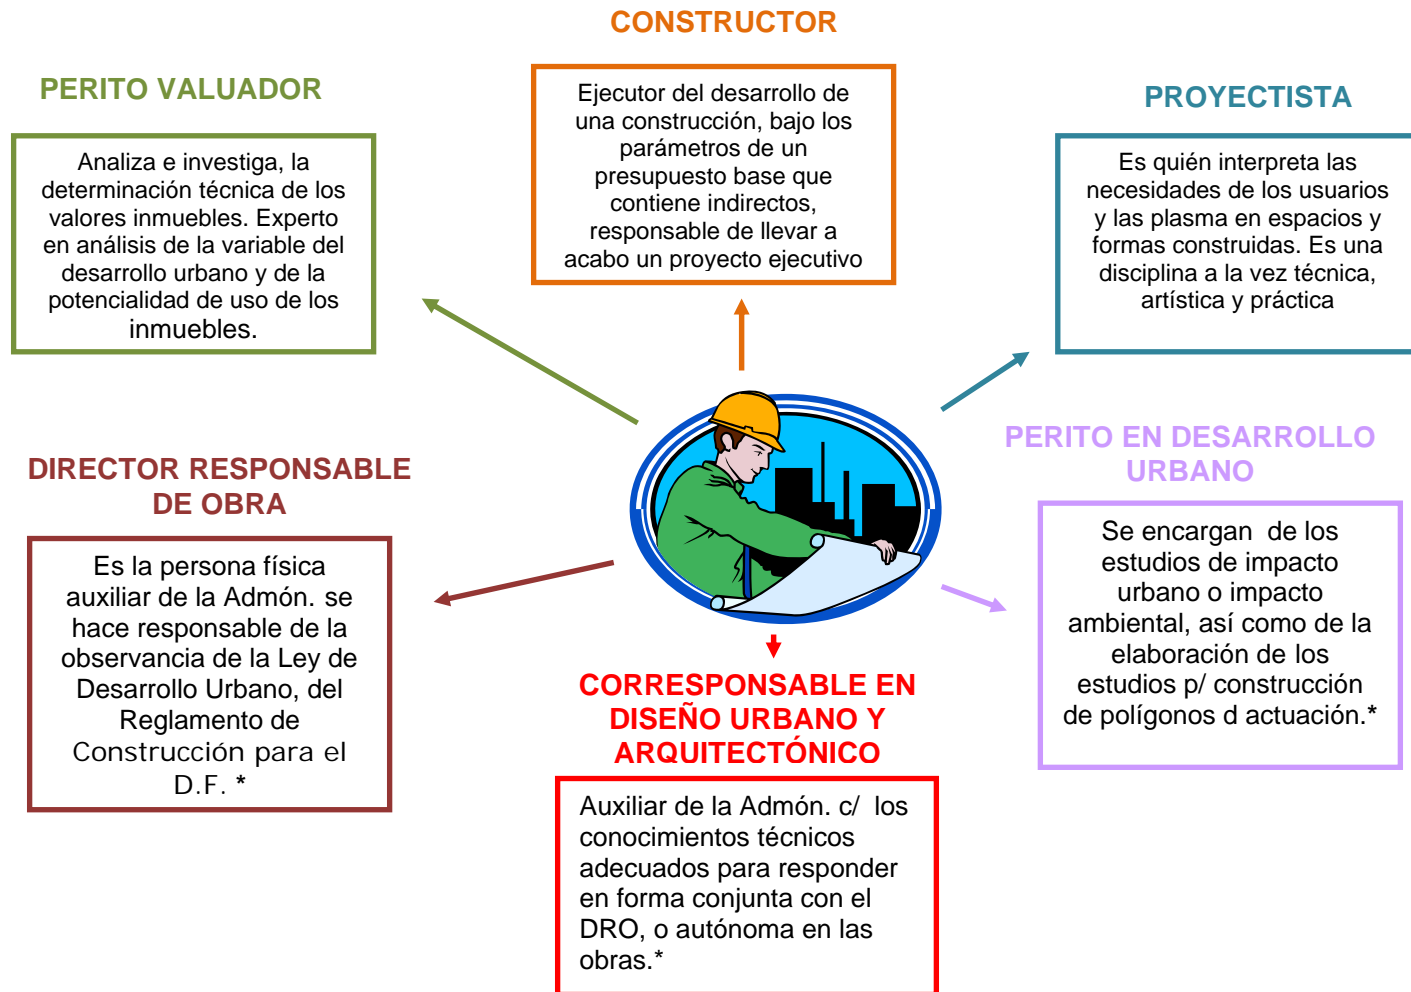 CONSTRUCTOR
Ejecutor del desarrollo de
una construcción, bajo los
parámetros de un
presupuesto base que
contiene indirectos,
responsable de llevar a
acabo un proyecto ejecutivo
PERITO VALUADOR
Analiza e investiga, la
determinación técnica de los
valores inmuebles. Experto
en análisis de la variable del
desarrollo urbano y de la
potencialidad de uso de los
inmuebles.
PROYECTISTA
Es quién interpreta las
necesidades de los usuarios
y las plasma en espacios y
formas construidas. Es una
disciplina a la vez técnica,
artística y práctica
DIRECTOR RESPONSABLE
DE OBRA
Es la persona física
auxiliar de la Admón. se
hace responsable de la
observancia de la Ley de
Desarrollo Urbano, del
Reglamento de
Construcción para el
D.F. *
PERITO EN DESARROLLO
URBANO
Se encargan de los
estudios de impacto
urbano o impacto
ambiental, así como de la
elaboración de los
estudios p/ construcción
de polígonos d actuación.*
CORRESPONSABLE EN
DISEÑO URBANO Y
ARQUITECTÓNICO
Auxiliar de la Admón. c/ los
conocimientos técnicos
adecuados para responder
en forma conjunta con el
DRO, o autónoma en las
obras.*